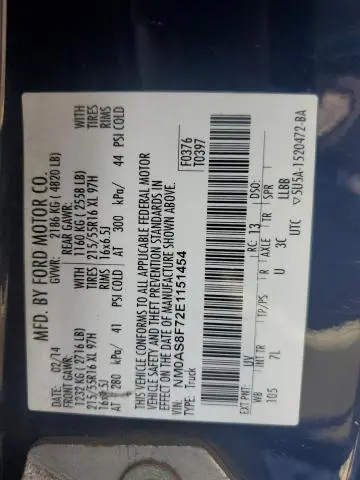 MFD. BY FORD MOTOR CO.
DATE: 02/14 GVWR: 2186 KG ( 4820 LB)
FRONT GAWR: REAR GAWR:
1232 KG ( 2716 LB) WITH 1160 KG ( 2558 LB) WITH
215/55R16 XL 97H TIRES 215/55R16 XL 97H TIRES
16x6.5J RIMS 16x6.5J RIMS
AT 280 kPa/ 41 PSI COLD AT 300 kPa/ 44 PSI COLD
THIS VEHICLE CONFORMS TO ALL APPLICABLE FEDERAL MOTOR
VEHICLE SAFETY AND THEFT PREVENTION STANDARDS IN
EFFECT ON THE DATE OF MANUFACTURE SHOWN ABOVE.
VIN: NM0AS8F72E1151454 F0376
TYPE: Truck T0397
EXT PNT: UV RC: 13 DSO:
WB INT TR TP/PS R AXLE TR SPR
105 7L U 3C LLBB
UTC ▽5U5A-1520472-BA